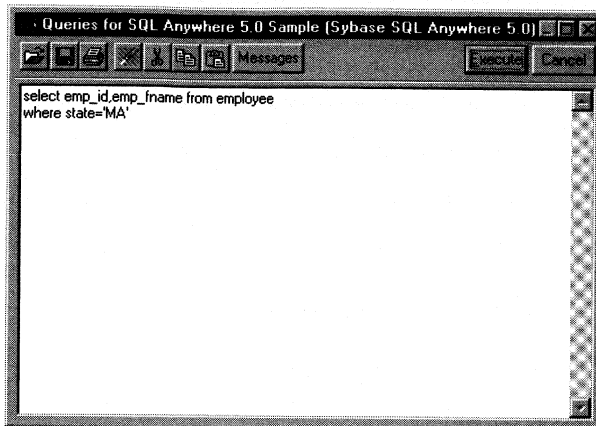 Queries for SQL Anywhere 5.0 Sample (Sybase SQL Anywhere 5.0)
Messages Execute Cancel
select emp_id,emp_fname from employee
where state='MA'